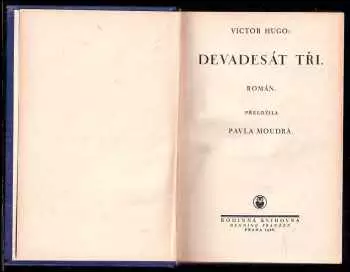 VICTOR HUGO:
DEVADESÁT TŘI.
ROMÁN.
PŘELOŽILA
PAVLA MOUDRÁ.
RODINNÁ KNIHOVNA
PRAHA